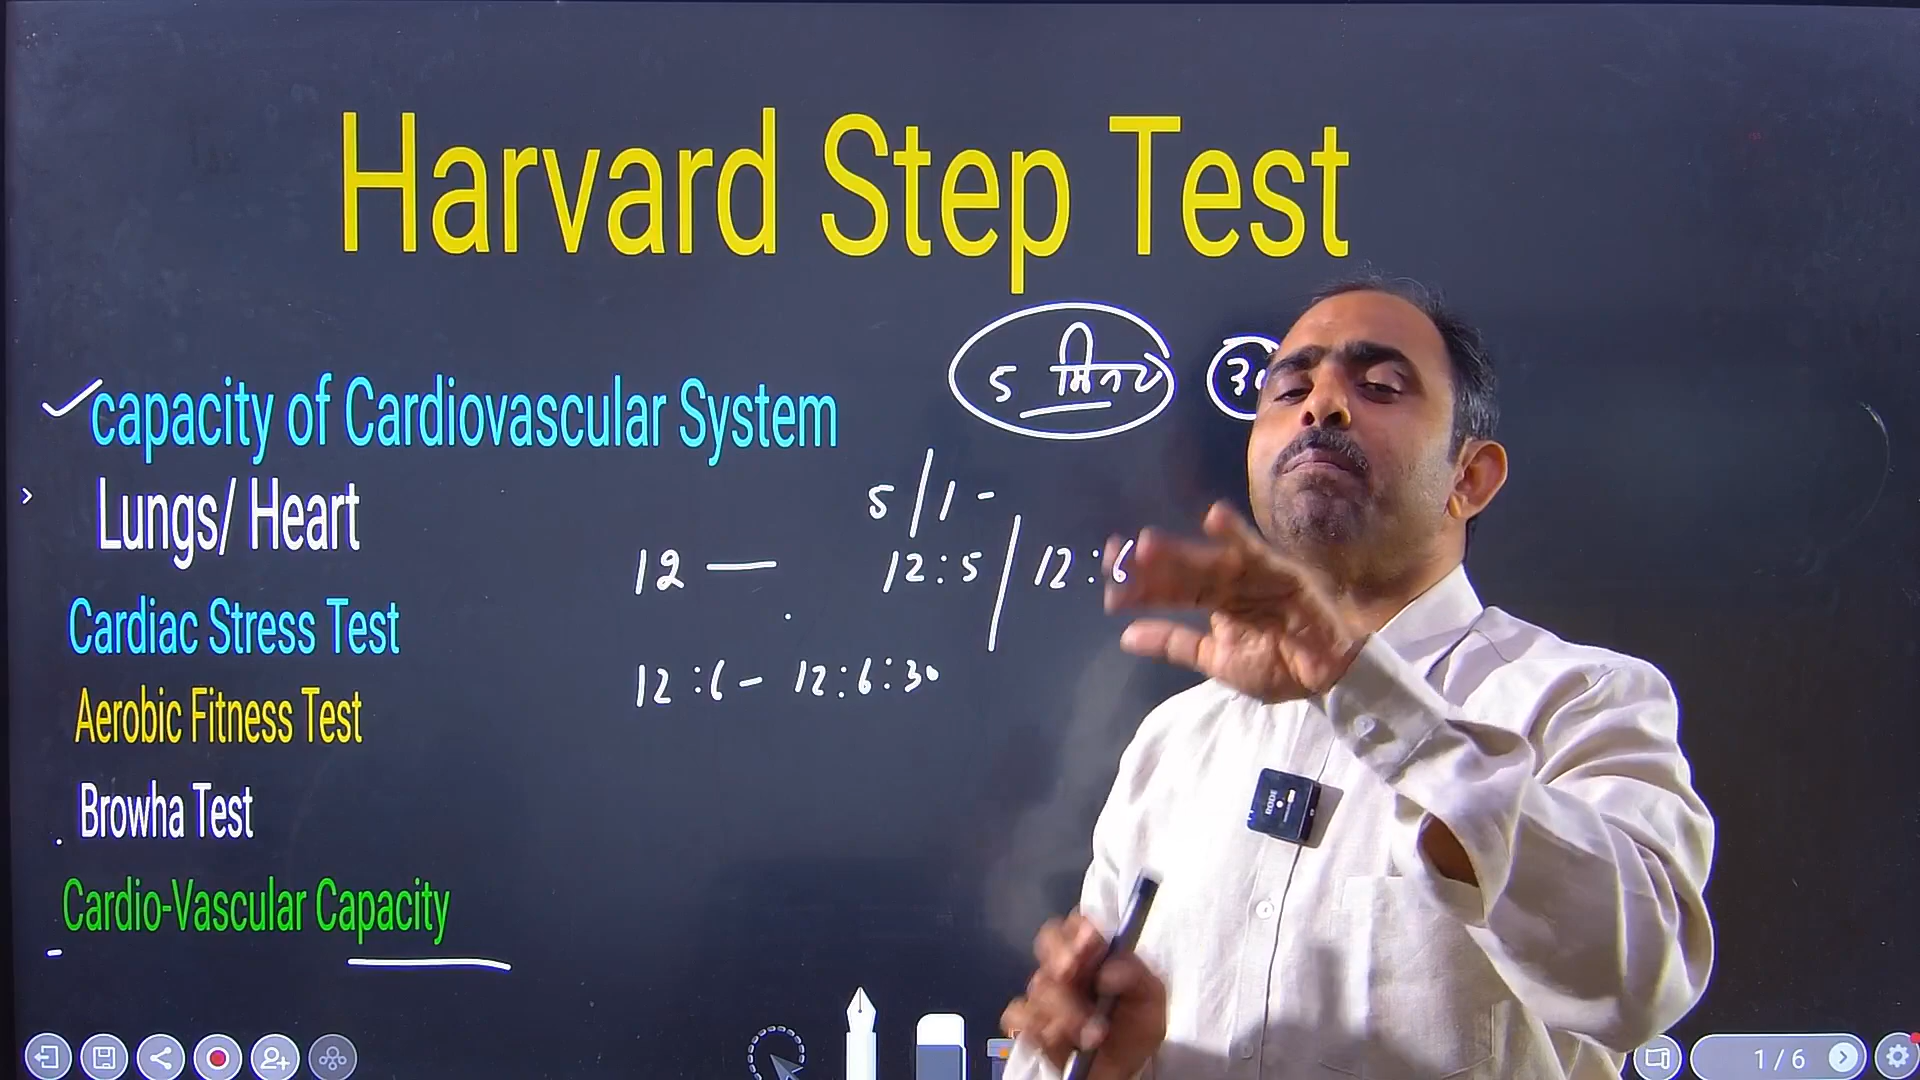 Harvard Step Test
5 मिनट
capacity of Cardiovascular System
Lungs/ Heart
5 / 1 -
12 — 12:5 / 12:6
Cardiac Stress Test
12:6 - 12:6:30
Aerobic Fitness Test
Browha Test
Cardio-Vascular Capacity
RODE
1 / 6